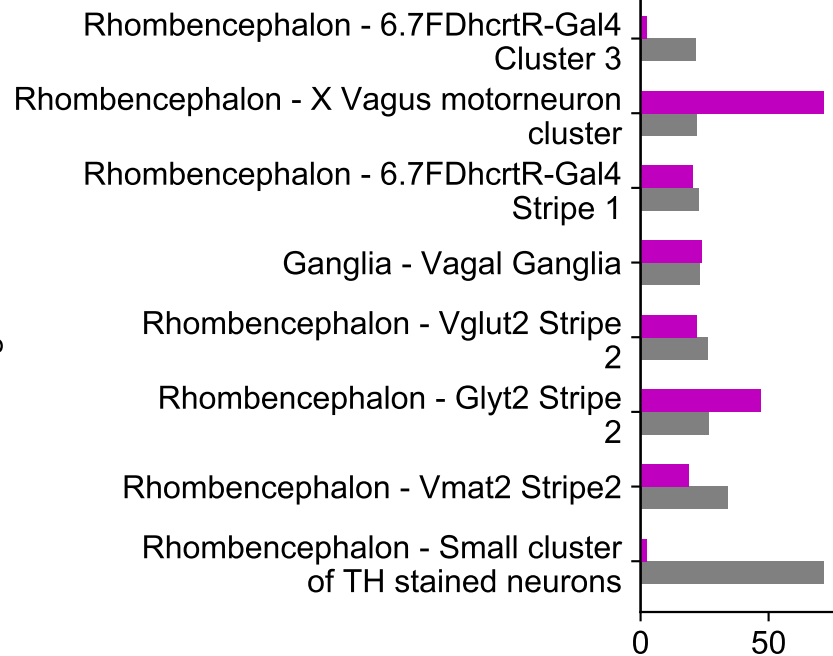 Rhombencephalon - 6.7FDhcrtR-Gal4
Cluster 3
Rhombencephalon - X Vagus motorneuron
cluster
Rhombencephalon - 6.7FDhcrtR-Gal4
Stripe 1
Ganglia - Vagal Ganglia
Rhombencephalon - Vglut2 Stripe
2
Rhombencephalon - Glyt2 Stripe
2
Rhombencephalon - Vmat2 Stripe2
Rhombencephalon - Small cluster
of TH stained neurons
0 50